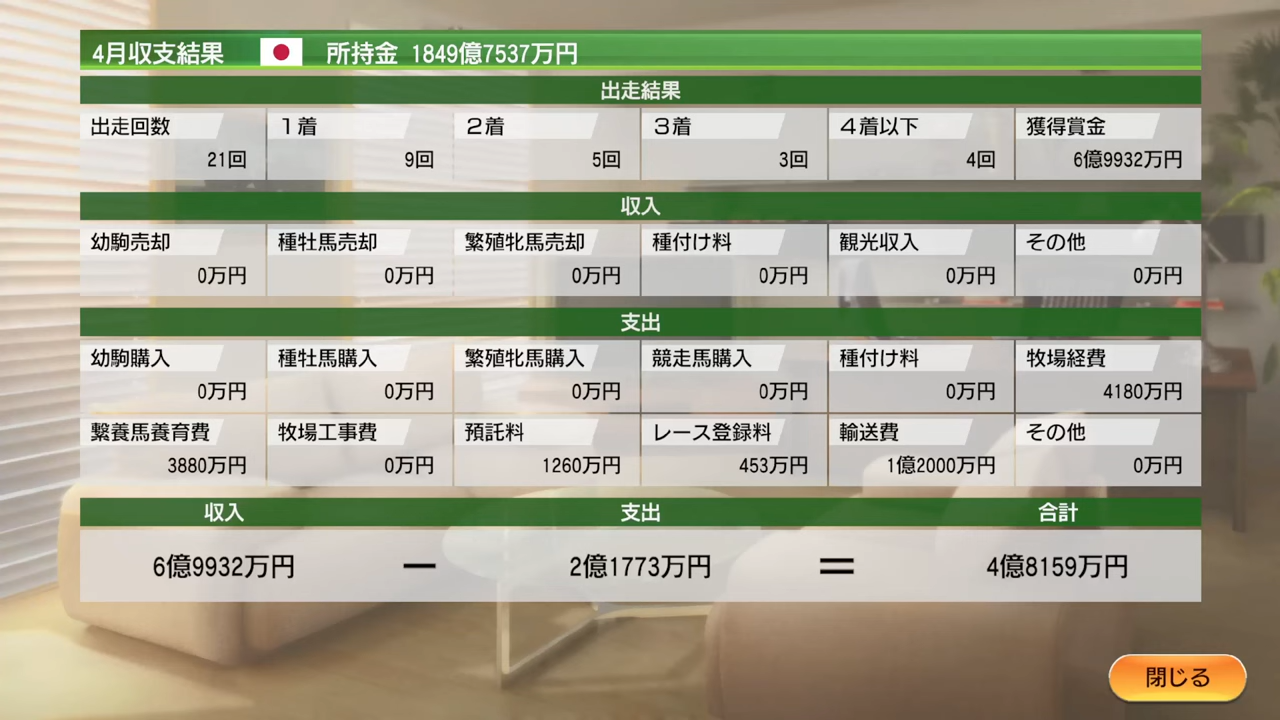 4月収支結果 所持金 1849億7537万円
出走結果
出走回数 1着 2着 3着 4着以下 獲得賞金
21回 9回 5回 3回 4回 6億9932万円
収入
幼駒売却 種牡馬売却 繁殖牝馬売却 種付け料 観光収入 その他
0万円 0万円 0万円 0万円 0万円 0万円
支出
幼駒購入 種牡馬購入 繁殖牝馬購入 競走馬購入 種付け料 牧場経費
0万円 0万円 0万円 0万円 0万円 4180万円
繋養馬養育費 牧場工事費 預託料 レース登録料 輸送費 その他
3880万円 0万円 1260万円 453万円 1億2000万円 0万円
収入 支出 合計
6億9932万円 － 2億1773万円 ＝ 4億8159万円
閉じる